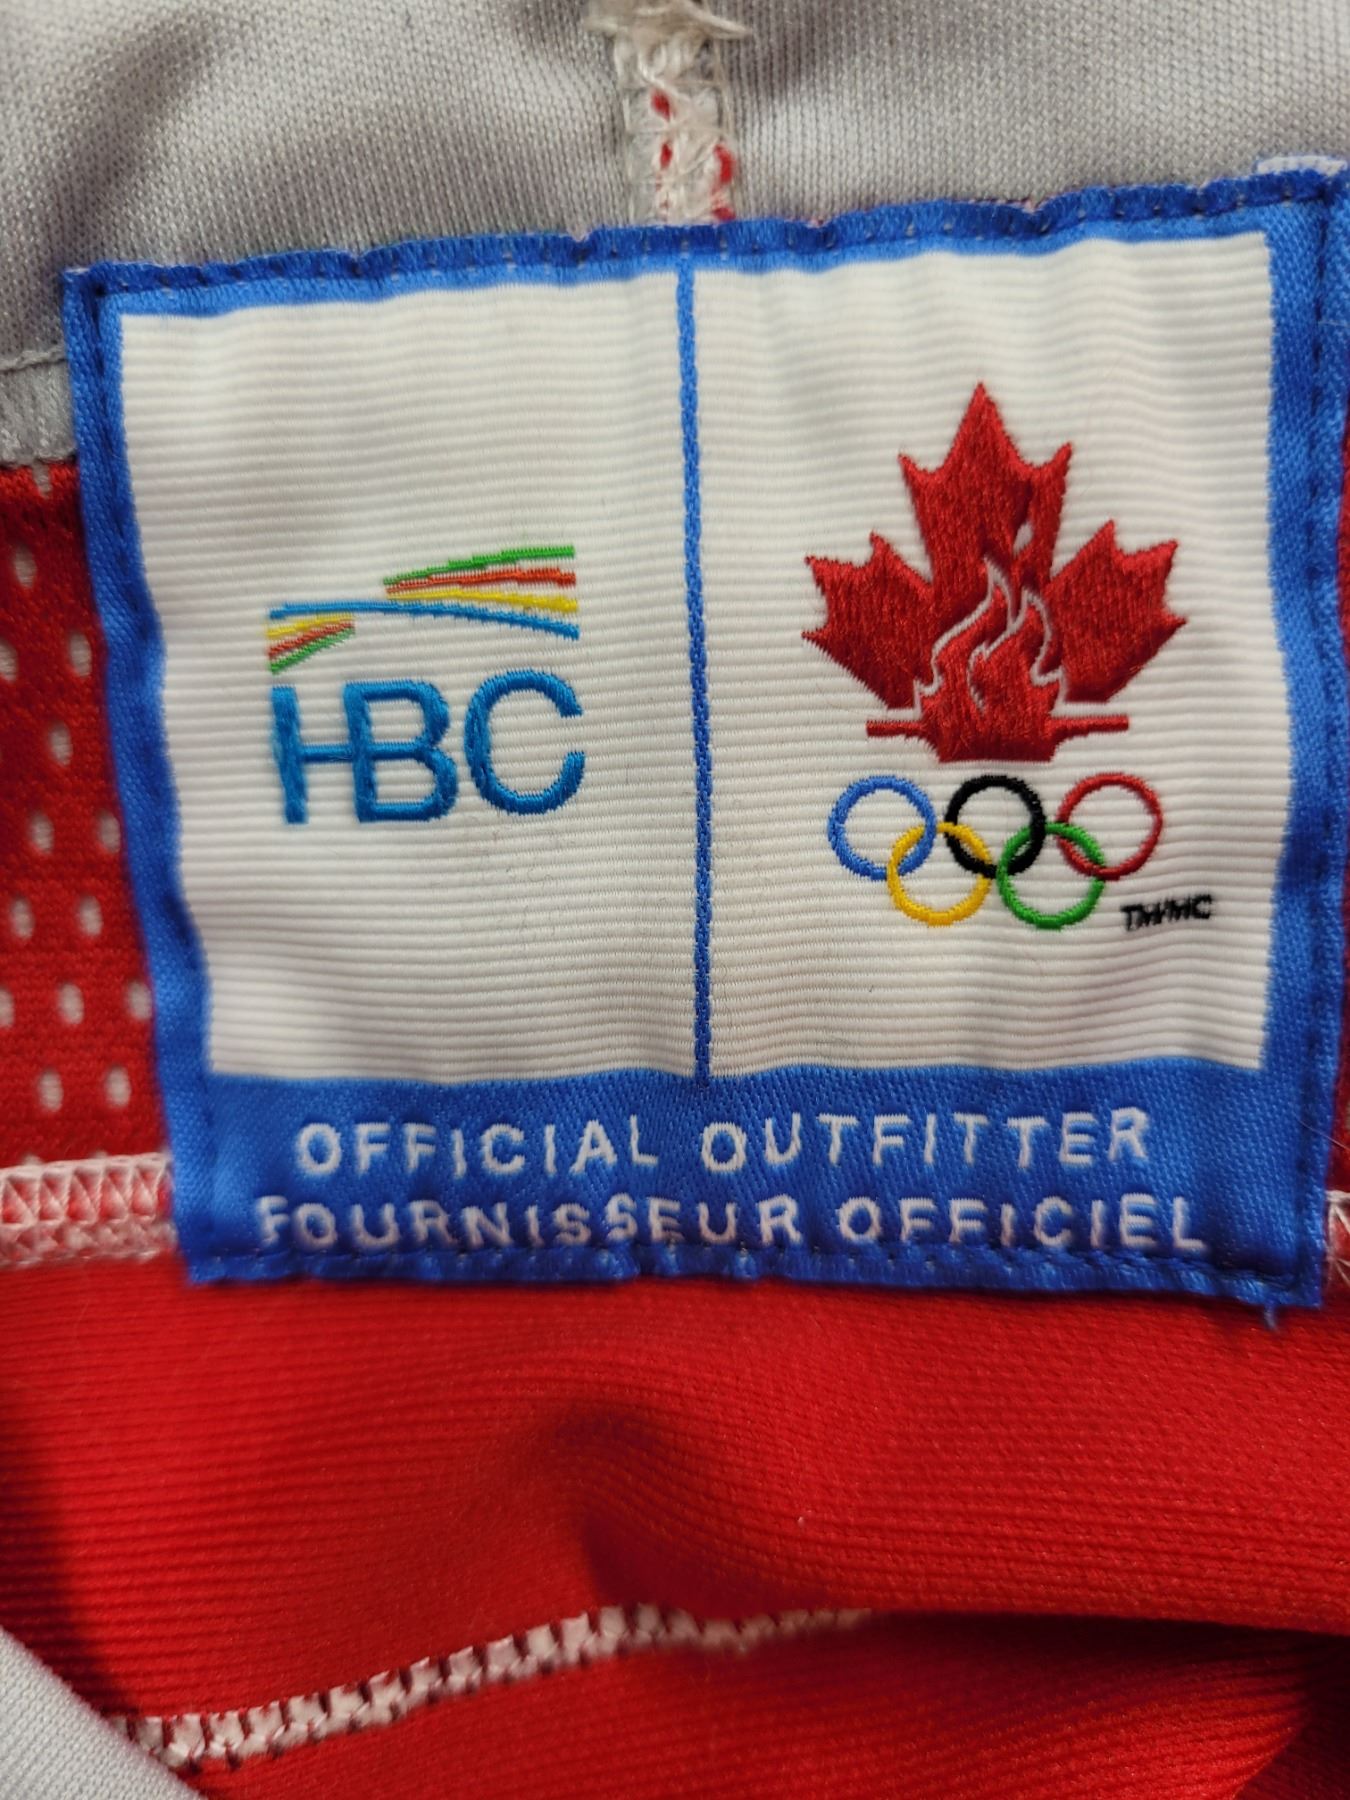 HBC
TM/MC
OFFICIAL OUTFITTER
FOURNISSEUR OFFICIEL